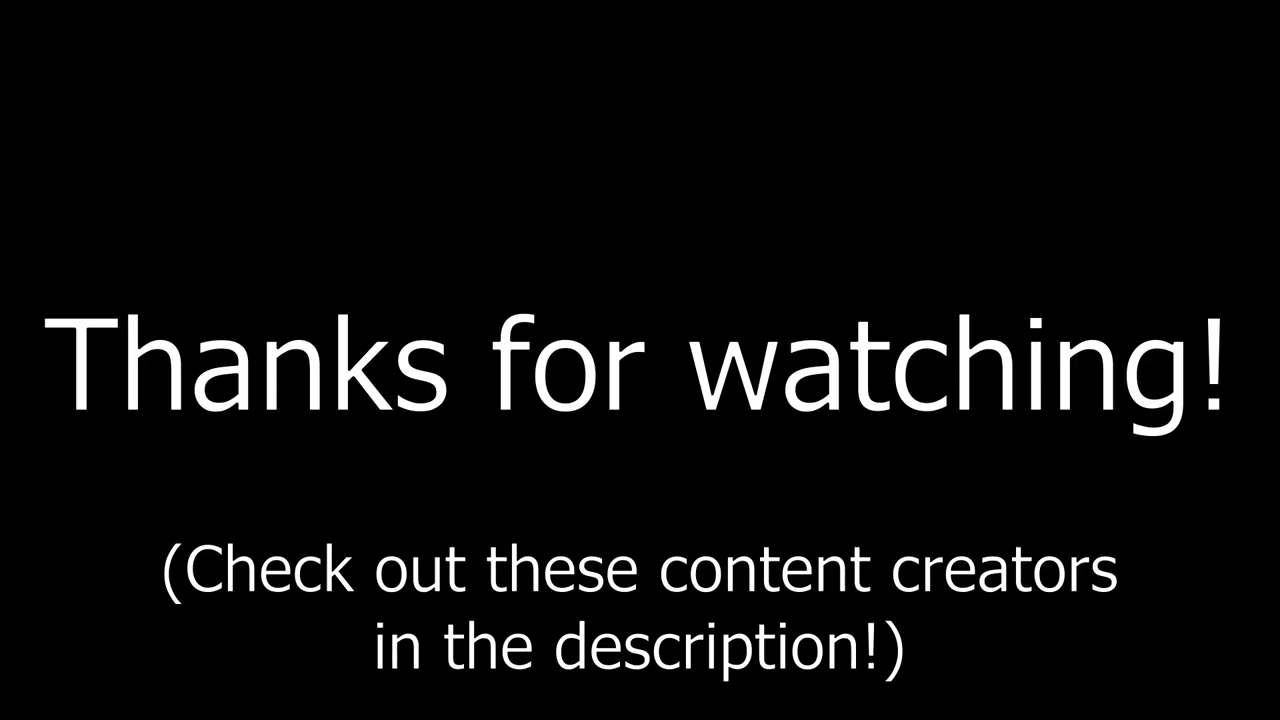 Thanks for watching!
(Check out these content creators
in the description!)